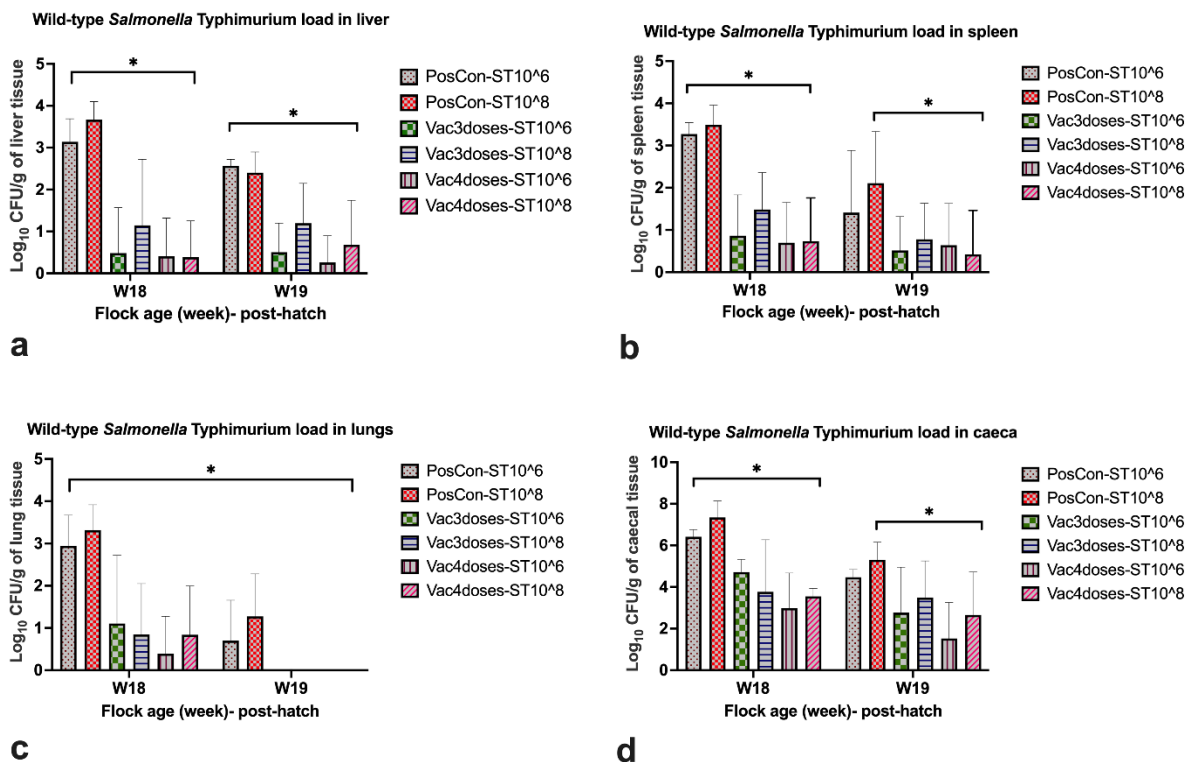 Wild-type Salmonella Typhimurium load in liver
*
*
5
4
3
2
1
0
Log₁₀ CFU/g of liver tissue
W18
W19
Flock age (week)- post-hatch
PosCon-ST10^6
PosCon-ST10^8
Vac3doses-ST10^6
Vac3doses-ST10^8
Vac4doses-ST10^6
Vac4doses-ST10^8
a
Wild-type Salmonella Typhimurium load in spleen
*
*
5
4
3
2
1
0
Log₁₀ CFU/g of spleen tissue
W18
W19
Flock age (week)- post-hatch
PosCon-ST10^6
PosCon-ST10^8
Vac3doses-ST10^6
Vac3doses-ST10^8
Vac4doses-ST10^6
Vac4doses-ST10^8
b
Wild-type Salmonella Typhimurium load in lungs
*
5
4
3
2
1
0
Log₁₀ CFU/g of lung tissue
W18
W19
Flock age (week)- post-hatch
PosCon-ST10^6
PosCon-ST10^8
Vac3doses-ST10^6
Vac3doses-ST10^8
Vac4doses-ST10^6
Vac4doses-ST10^8
c
Wild-type Salmonella Typhimurium load in caeca
*
*
10
8
6
4
2
0
Log₁₀ CFU/g of caecal tissue
W18
W19
Flock age (week)- post-hatch
PosCon-ST10^6
PosCon-ST10^8
Vac3doses-ST10^6
Vac3doses-ST10^8
Vac4doses-ST10^6
Vac4doses-ST10^8
d